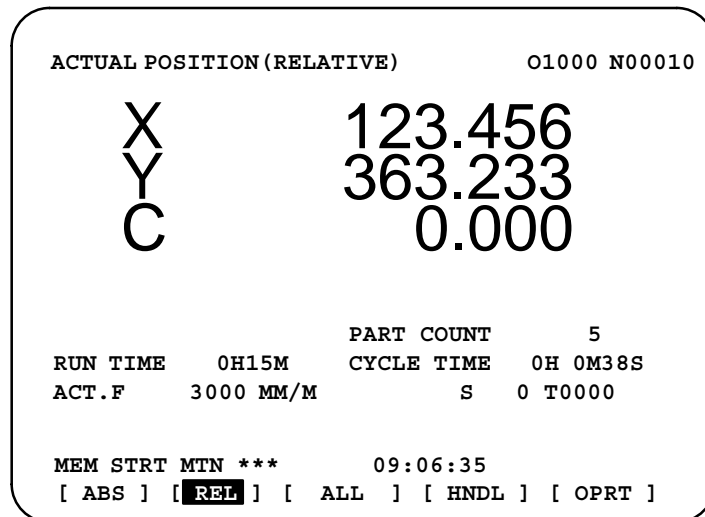 ACTUAL POSITION(RELATIVE) O1000 N00010
X 123.456
Y 363.233
C 0.000
PART COUNT 5
RUN TIME 0H15M CYCLE TIME 0H 0M38S
ACT.F 3000 MM/M S 0 T0000
MEM STRT MTN *** 09:06:35
[ ABS ] [ REL ] [ ALL ] [ HNDL ] [ OPRT ]